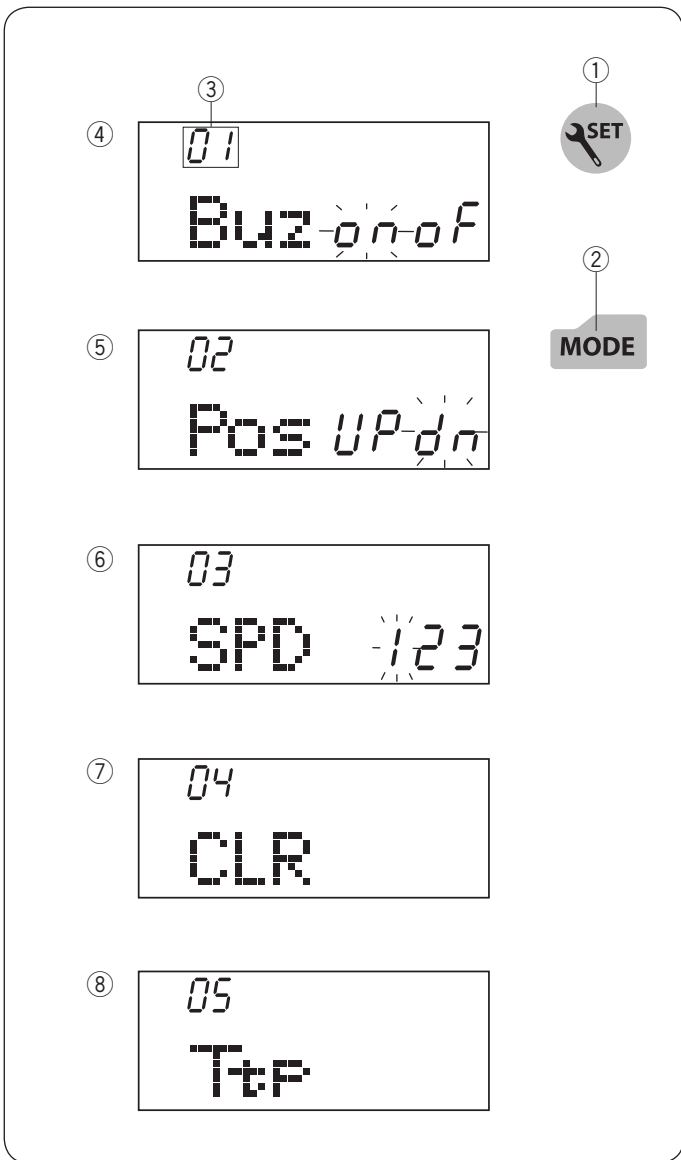 ①
③
④ 01
SET
Buz on oF
②
⑤ 02
MODE
Pos UP dn
⑥ 03
SPD 123
⑦ 04
CLR
⑧ 05
Ttp